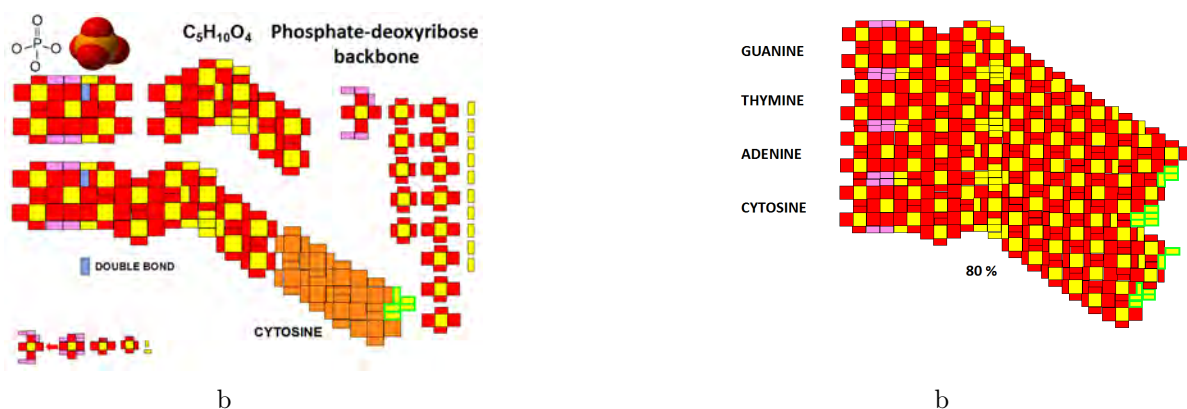 O
O P O
O
C₅H₁₀O₄
Phosphate-deoxyribose
backbone
DOUBLE BOND
CYTOSINE
b
GUANINE
THYMINE
ADENINE
CYTOSINE
80 %
b